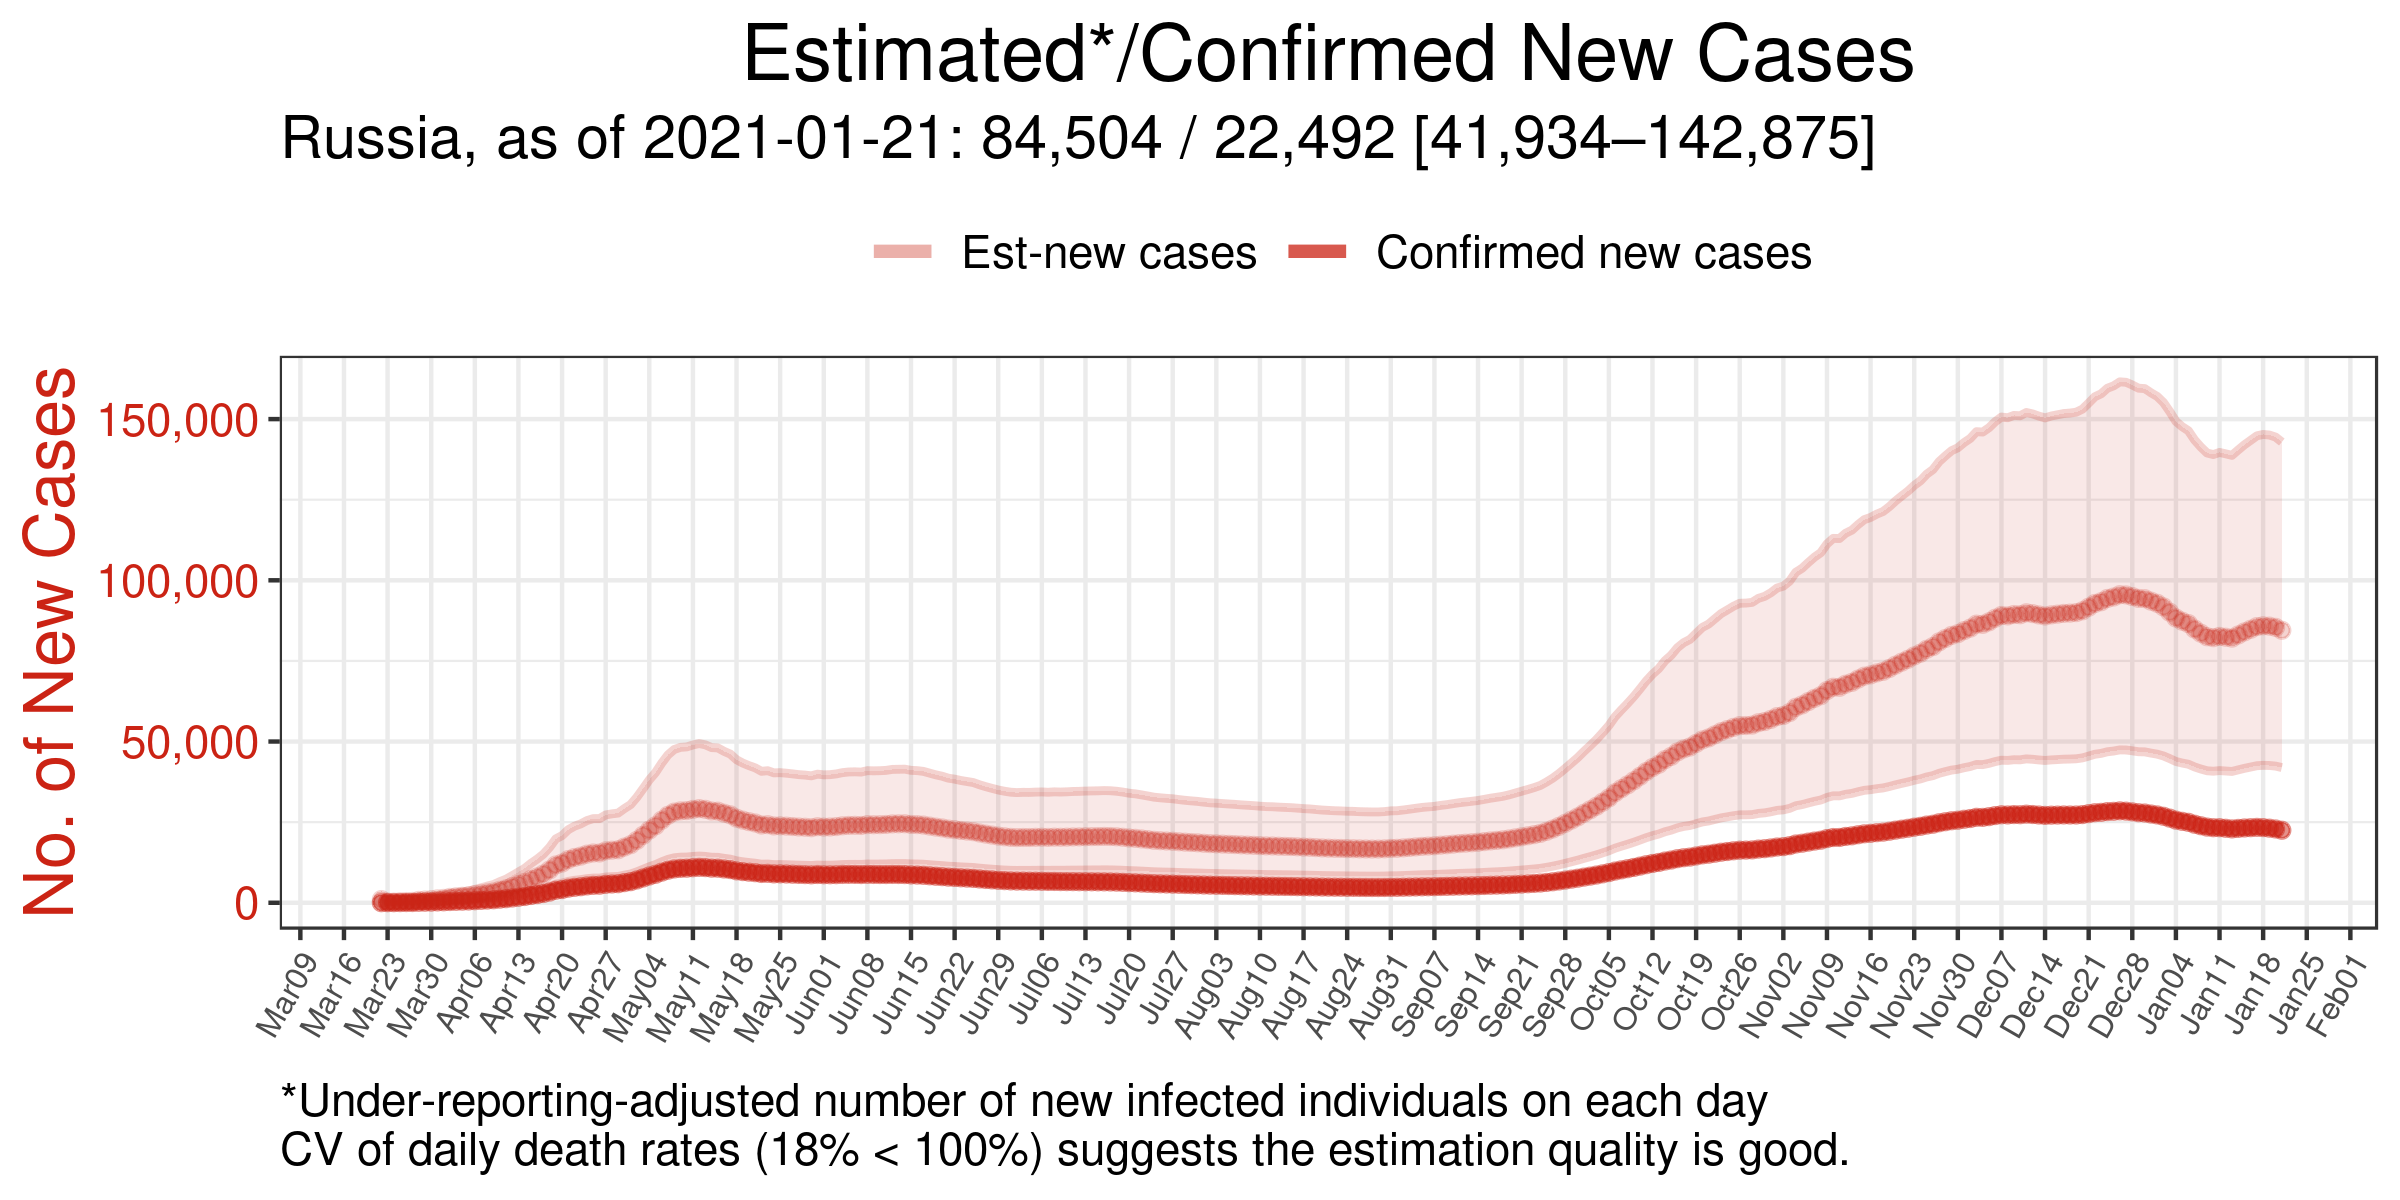 Estimated*/Confirmed New Cases
Russia, as of 2021-01-21: 84,504 / 22,492 [41,934–142,875]
Est-new cases Confirmed new cases
No. of New Cases
150,000
100,000
50,000
0
Mar09 Mar16 Mar23 Mar30 Apr06 Apr13 Apr20 Apr27 May04 May11 May18 May25 Jun01 Jun08 Jun15 Jun22 Jun29 Jul06 Jul13 Jul20 Jul27 Aug03 Aug10 Aug17 Aug24 Aug31 Sep07 Sep14 Sep21 Sep28 Oct05 Oct12 Oct19 Oct26 Nov02 Nov09 Nov16 Nov23 Nov30 Dec07 Dec14 Dec21 Dec28 Jan04 Jan11 Jan18 Jan25 Feb01
*Under-reporting-adjusted number of new infected individuals on each day
CV of daily death rates (18% < 100%) suggests the estimation quality is good.